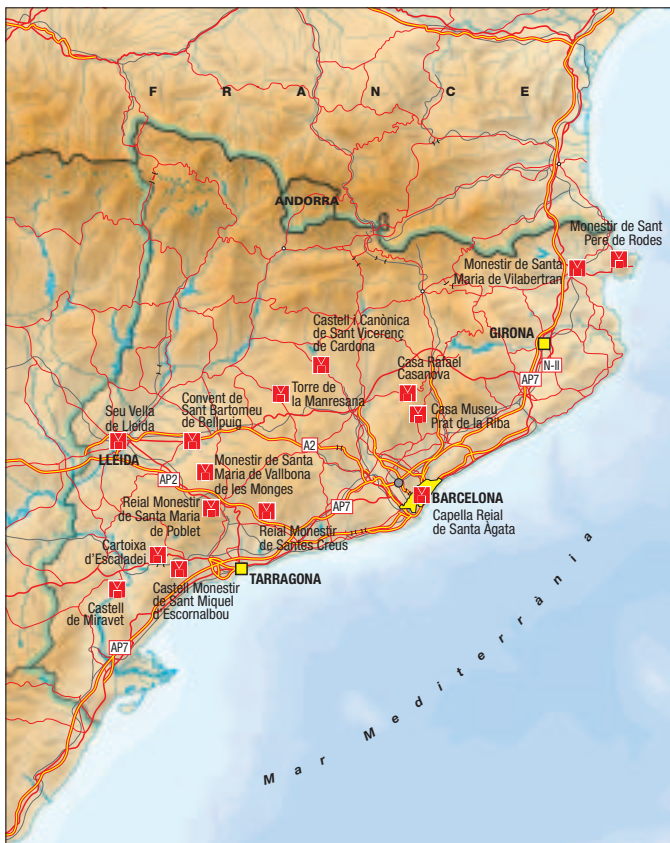 F R A N C E
ANDORRA
Monestir de Sant
Pere de Rodes
Monestir de Santa
Maria de Vilabertran
GIRONA
N-II
AP7
Castell i Canònica
de Sant Vicerenç
de Cardona
Casa Rafael
Casanova
Torre de
la Manresana
Casa Museu
Prat de la Riba
Convent de
Sant Bartomeu
de Bellpuig
Seu Vella
de Lleida
LLEIDA
A2
AP2
Monestir de Santa
Maria de Vallbona
de les Monges
AP7
BARCELONA
Capella Reial
de Santa Àgata
Reial Monestir
de Santa Maria
de Poblet
Reial Monestir
de Santes Creus
Cartoixa
d'Escaladei
TARRAGONA
Castell Monestir
de Sant Miquel
d'Escornalbou
Castell
de Miravet
AP7
Mar Mediterrània